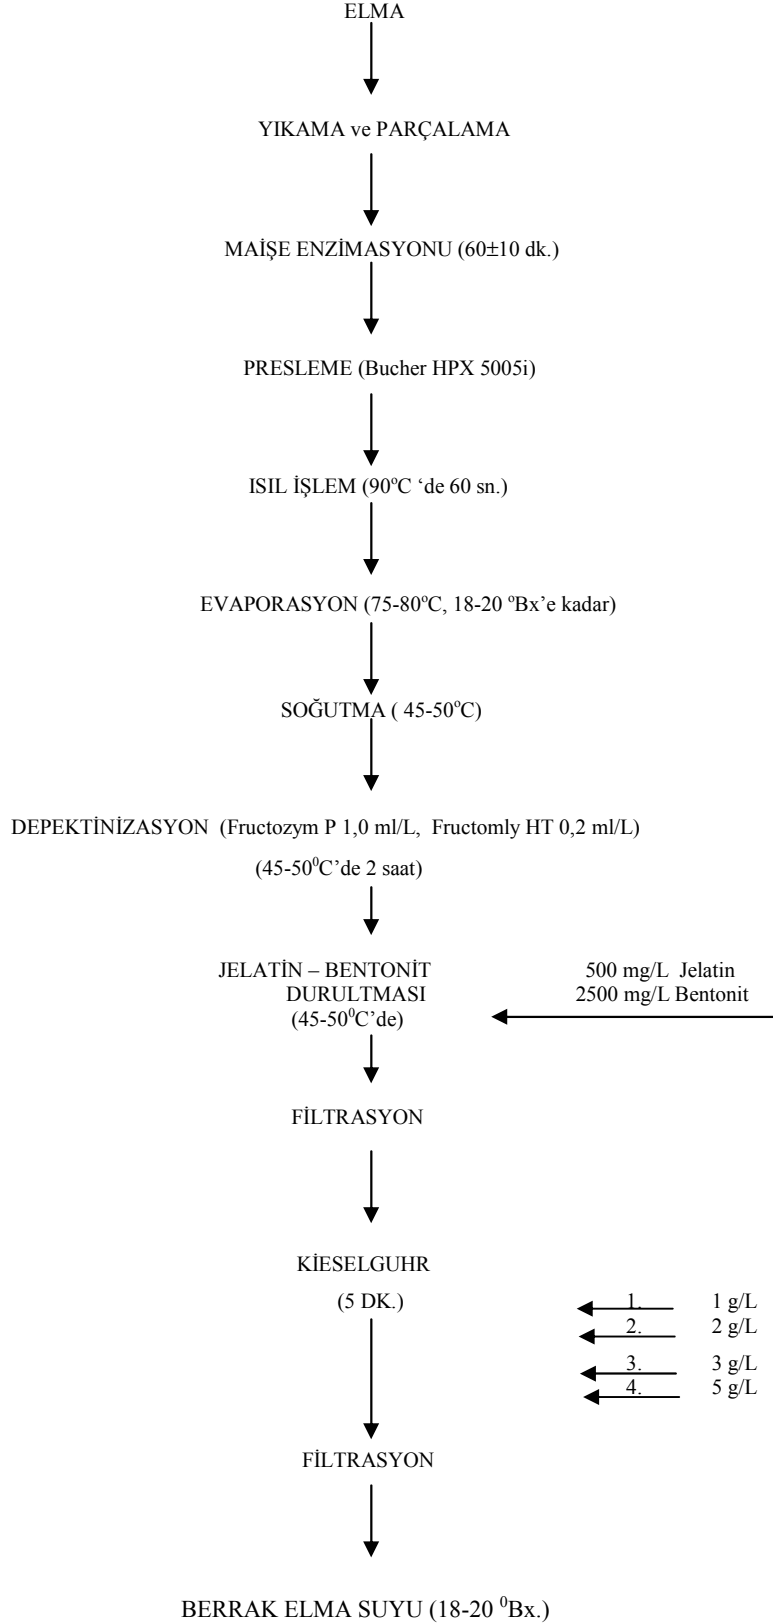 ELMA
YIKAMA ve PARÇALAMA
MAİŞE ENZİMASYONU (60±10 dk.)
PRESLEME (Bucher HPX 5005i)
ISIL İŞLEM (90°C ‘de 60 sn.)
EVAPORASYON (75-80°C, 18-20 °Bx’e kadar)
SOĞUTMA ( 45-50°C)
DEPEKTİNİZASYON (Fructozym P 1,0 ml/L, Fructomly HT 0,2 ml/L)
(45-50⁰C’de 2 saat)
JELATİN – BENTONİT
DURULTMASI
(45-50⁰C’de)
500 mg/L Jelatin
2500 mg/L Bentonit
FİLTRASYON
KİESELGUHR
(5 DK.)
1. 1 g/L
2. 2 g/L
3. 3 g/L
4. 5 g/L
FİLTRASYON
BERRAK ELMA SUYU (18-20 ⁰Bx.)